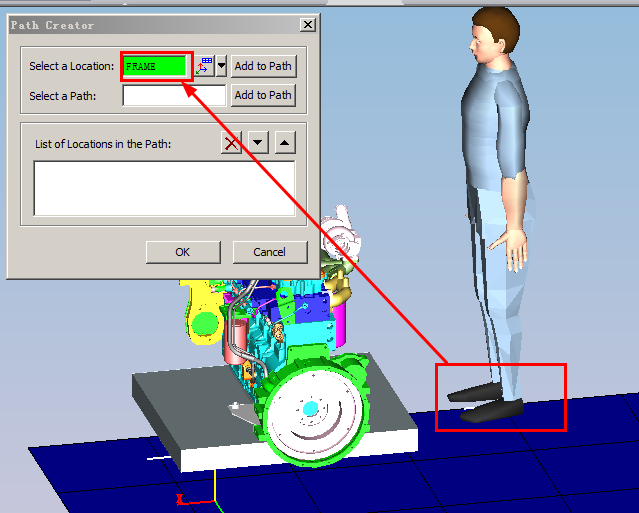 Path Creator
Select a Location: FRAME Add to Path
Select a Path: Add to Path
List of Locations in the Path:
OK Cancel
X